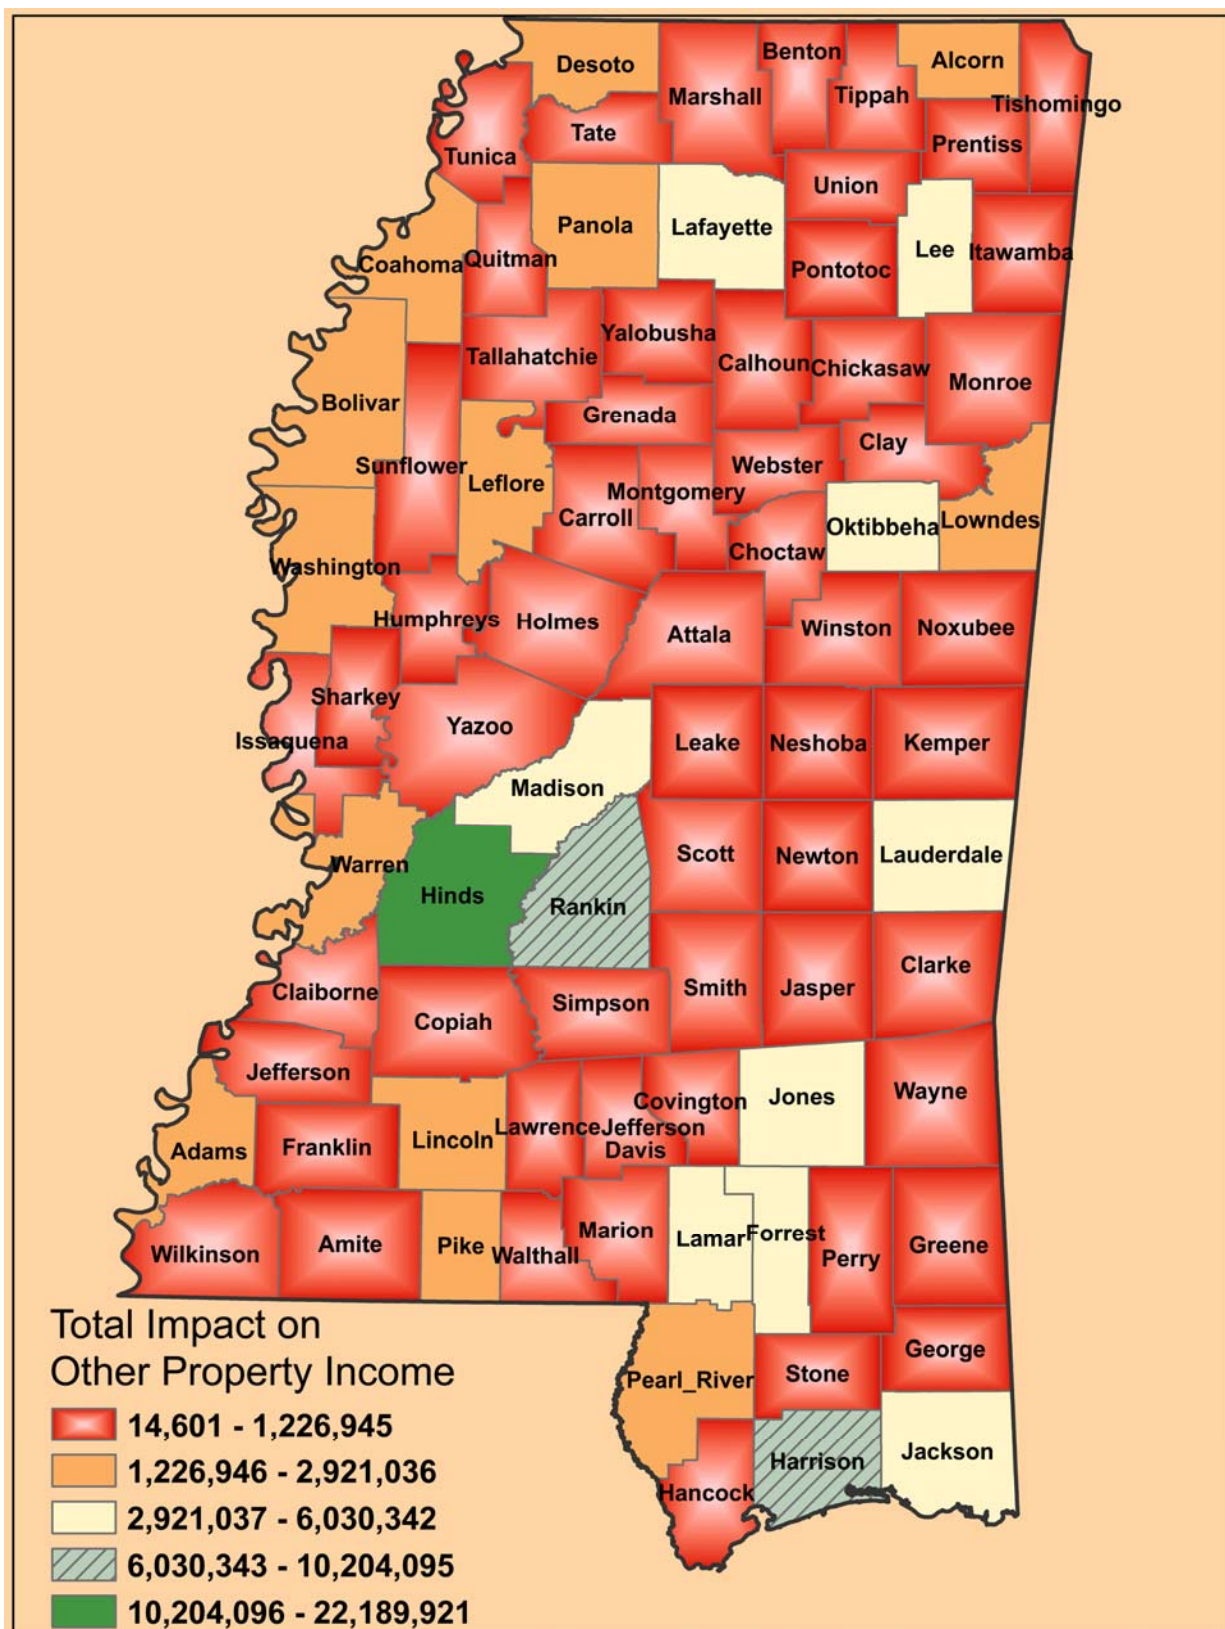 Desoto
Benton
Alcorn
Marshall
Tippah
Tishomingo
Tate
Prentiss
Tunica
Union
Panola
Lafayette
Lee
Itawamba
Coahoma
Quitman
Pontotoc
Yalobusha
Tallahatchie
Calhoun
Chickasaw
Monroe
Bolivar
Grenada
Clay
Sunflower
Webster
Leflore
Montgomery
Carroll
Oktibbeha
Lowndes
Choctaw
Washington
Humphreys
Holmes
Attala
Winston
Noxubee
Sharkey
Yazoo
Issaquena
Leake
Neshoba
Kemper
Madison
Warren
Scott
Newton
Lauderdale
Hinds
Rankin
Claiborne
Clarke
Smith
Jasper
Simpson
Copiah
Jefferson
Covington
Jones
Wayne
Lawrence
Jefferson
Davis
Adams
Franklin
Lincoln
Wilkinson
Amite
Pike
Walthall
Marion
Lamar
Forrest
Perry
Greene
George
Stone
Pearl_River
Harrison
Jackson
Hancock
Total Impact on
Other Property Income
14,601 - 1,226,945
1,226,946 - 2,921,036
2,921,037 - 6,030,342
6,030,343 - 10,204,095
10,204,096 - 22,189,921